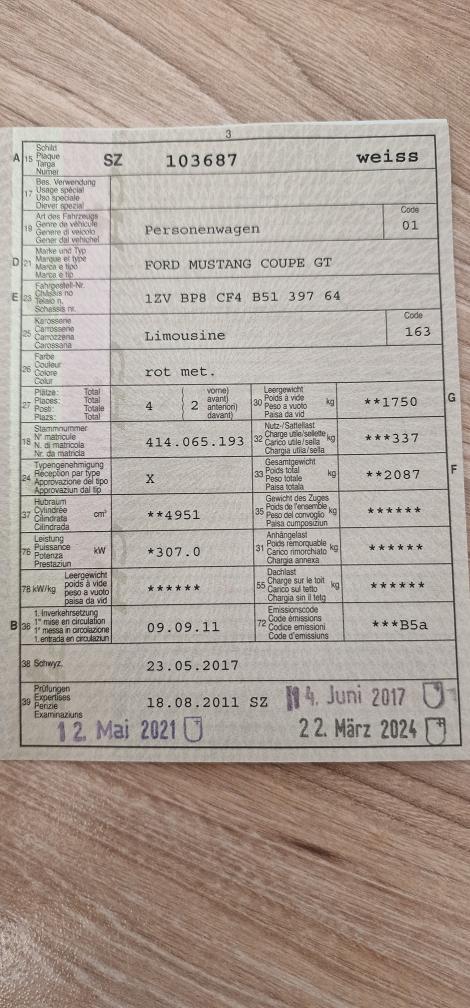 3
A 15 Schild
Plaque
Targa
Numer
SZ 103687 weiss
17 Bes. Verwendung
Usage spécial
Uso speciale
Diever spezial
19 Art des Fahrzeugs
Genre de véhicule
Genere di veicolo
Gener dal vehichel
Personenwagen
Code
01
D 21 Marke und Typ
Marque et type
Marca e tipo
Marca e tip
FORD MUSTANG COUPE GT
E 23 Fahrgestell-Nr.
Châssis no
Telaio n.
Schassis nr.
1ZV BP8 CF4 B51 397 64
25 Karosserie
Carrosserie
Carrozzeria
Carossaria
Limousine
Code
163
26 Farbe
Couleur
Colore
Colur
rot met.
27 Plätze: Total
Places: Total
Posti: Totale
Plazs: Total
4 ( 2 vorne)
avant)
anteriori)
davant)
30 Leergewicht
Poids à vide
Peso a vuoto
Paisa da vid
kg
**1750
G
18 Stammnummer
N° matricule
N. di matricola
Nr. da matricla
414.065.193
32 Nutz-/Sattellast
Charge utile/sellette
Carico utile/sella
Chargia utila/sella
kg
***337
24 Typengenehmigung
Réception par type
Approvazione del tipo
Approvaziun dal tip
X
33 Gesamtgewicht
Poids total
Peso totale
Paisa totala
kg
**2087
F
37 Hubraum
Cylindrée
Cilindrata
Cilindrada
cm³
**4951
35 Gewicht des Zuges
Poids de l'ensemble
Peso del convoglio
Paisa cumposiziun
kg
******
76 Leistung
Puissance
Potenza
Prestaziun
kW
*307.0
31 Anhängelast
Poids remorquable
Carico rimorchiato
Chargia annexa
kg
******
78 kW/kg Leergewicht
poids à vide
peso a vuoto
paisa da vid
******
55 Dachlast
Charge sur le toit
Carico sul tetto
Chargia sin il tetg
kg
******
B 36 1. Inverkehrsetzung
1re mise en circulation
1a messa in circolazione
1. entrada en circulaziun
09.09.11
72 Emissionscode
Code émissions
Codice emissioni
Code d'emissiuns
***B5a
38 Schwyz.
23.05.2017
39 Prüfungen
Expertises
Perizie
Examinaziuns
18.08.2011 SZ
14. Juni 2017
12. Mai 2021
22. März 2024